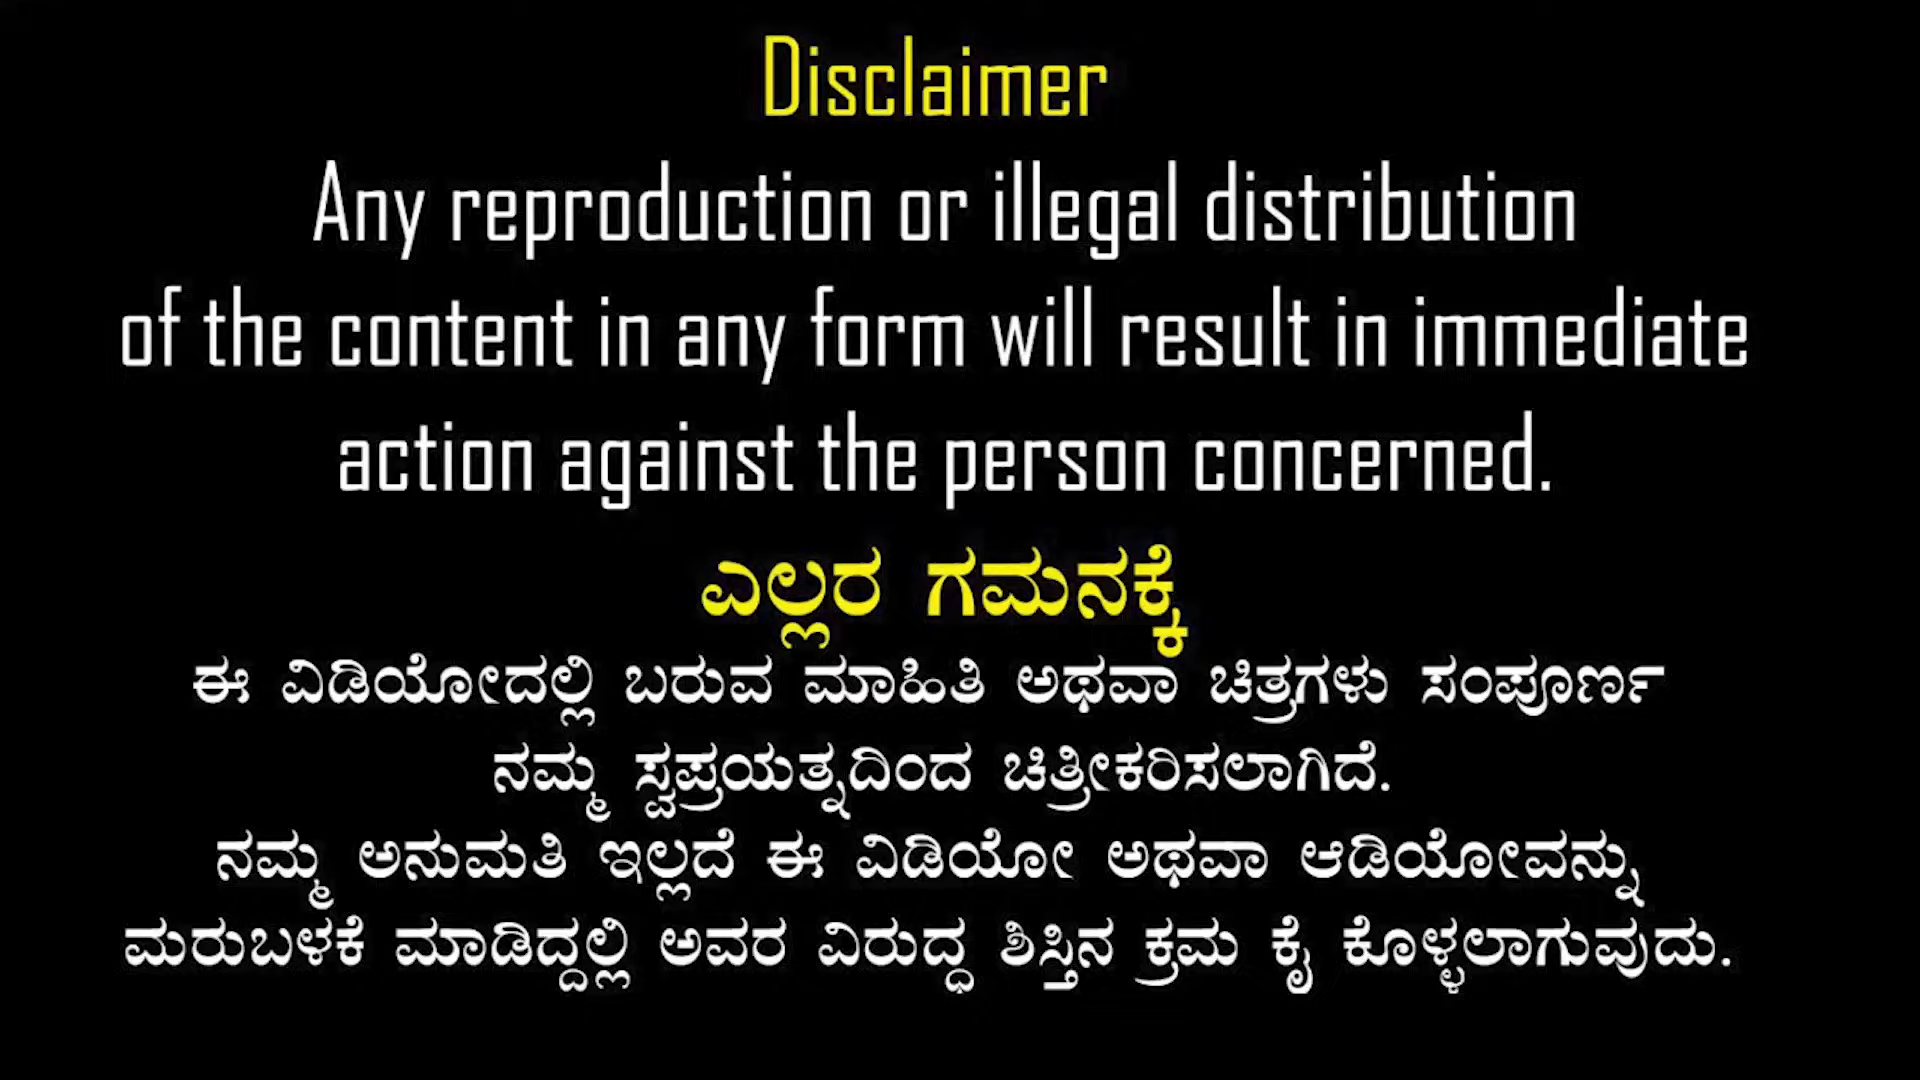 Disclaimer
Any reproduction or illegal distribution
of the content in any form will result in immediate
action against the person concerned.
ಎಲ್ಲರ ಗಮನಕ್ಕೆ
ಈ ವಿಡಿಯೋದಲ್ಲಿ ಬರುವ ಮಾಹಿತಿ ಅಥವಾ ಚಿತ್ರಗಳು ಸಂಪೂರ್ಣ
ನಮ್ಮ ಸ್ವಪ್ರಯತ್ನದಿಂದ ಚಿತ್ರೀಕರಿಸಲಾಗಿದೆ.
ನಮ್ಮ ಅನುಮತಿ ಇಲ್ಲದೆ ಈ ವಿಡಿಯೋ ಅಥವಾ ಆಡಿಯೋವನ್ನು
ಮರುಬಳಕೆ ಮಾಡಿದ್ದಲ್ಲಿ ಅವರ ವಿರುದ್ಧ ಶಿಸ್ತಿನ ಕ್ರಮ ಕೈ ಕೊಳ್ಳಲಾಗುವುದು.